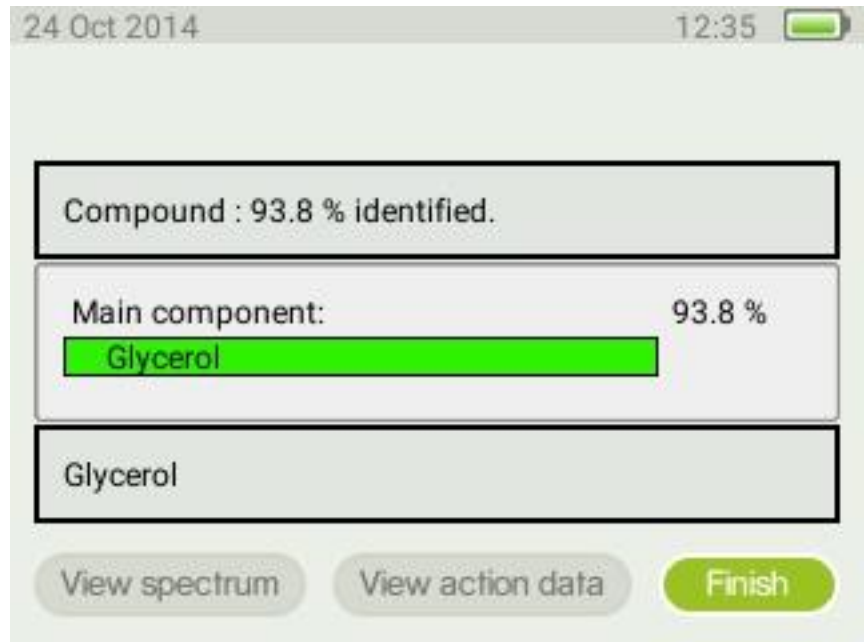 24 Oct 2014 12:35
Compound : 93.8 % identified.
Main component: 93.8 %
Glycerol
Glycerol
View spectrum View action data Finish